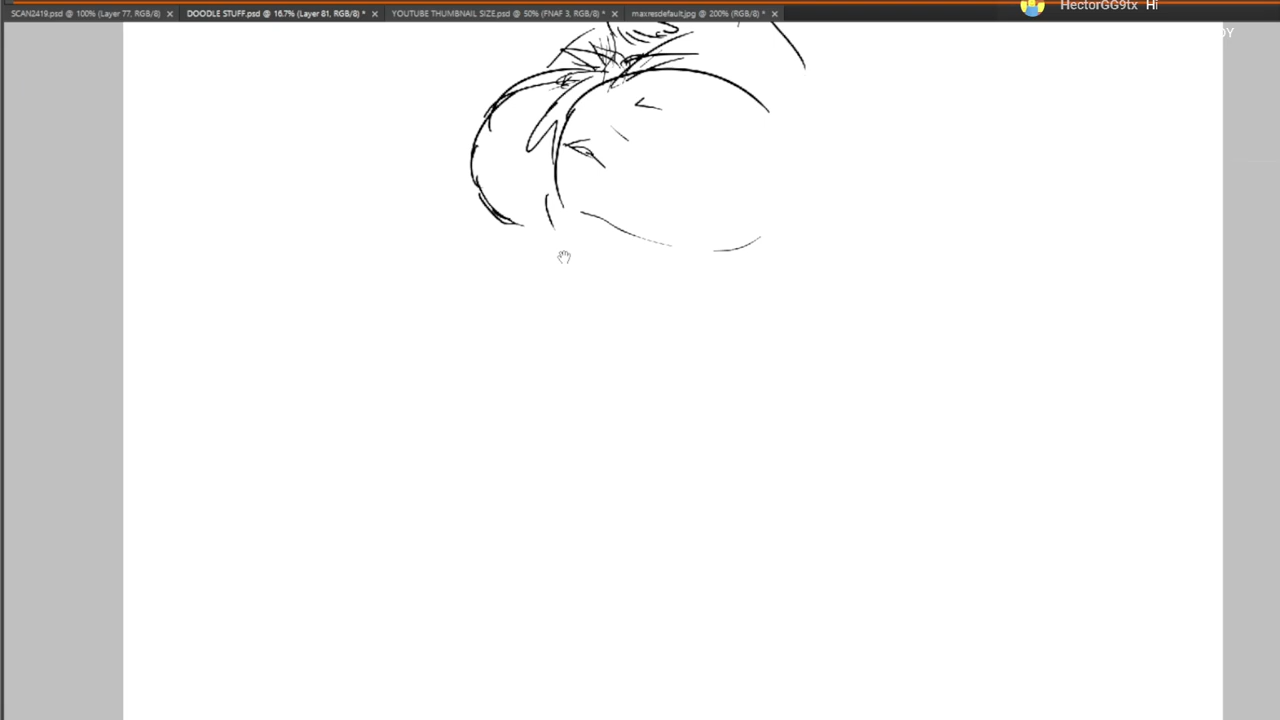 HectorGG9tx Hi
SCAN2419.psd @ 100% (Layer 77, RGB/8) × DOODLE STUFF.psd @ 16.7% (Layer 81, RGB/8) * × YOUTUBE THUMBNAIL SIZE.psd @ 50% (FNAF 3, RGB/8) * × maxresdefault.jpg @ 200% (RGB/8) * ×